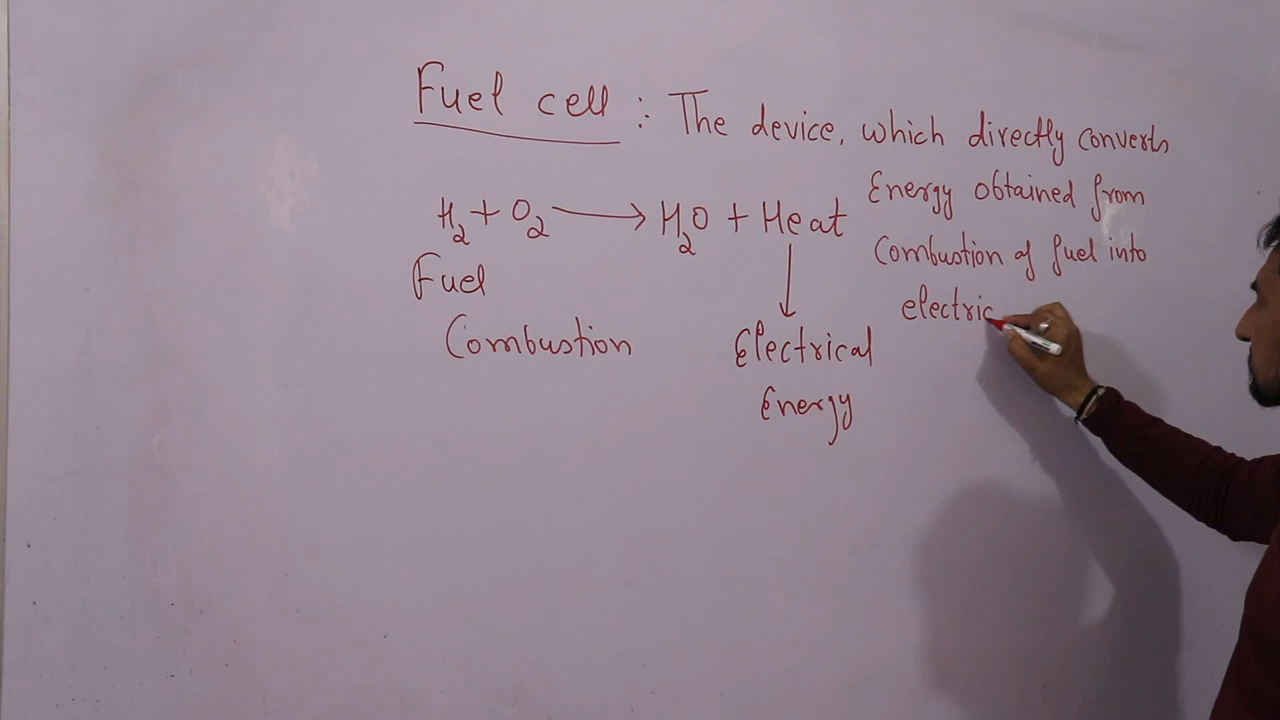 Fuel cell : The device, which directly converts
Energy obtained from
Combustion of fuel into
electric
H₂ + O₂ → H₂O + Heat
Fuel
Combustion
↓
Electrical
Energy